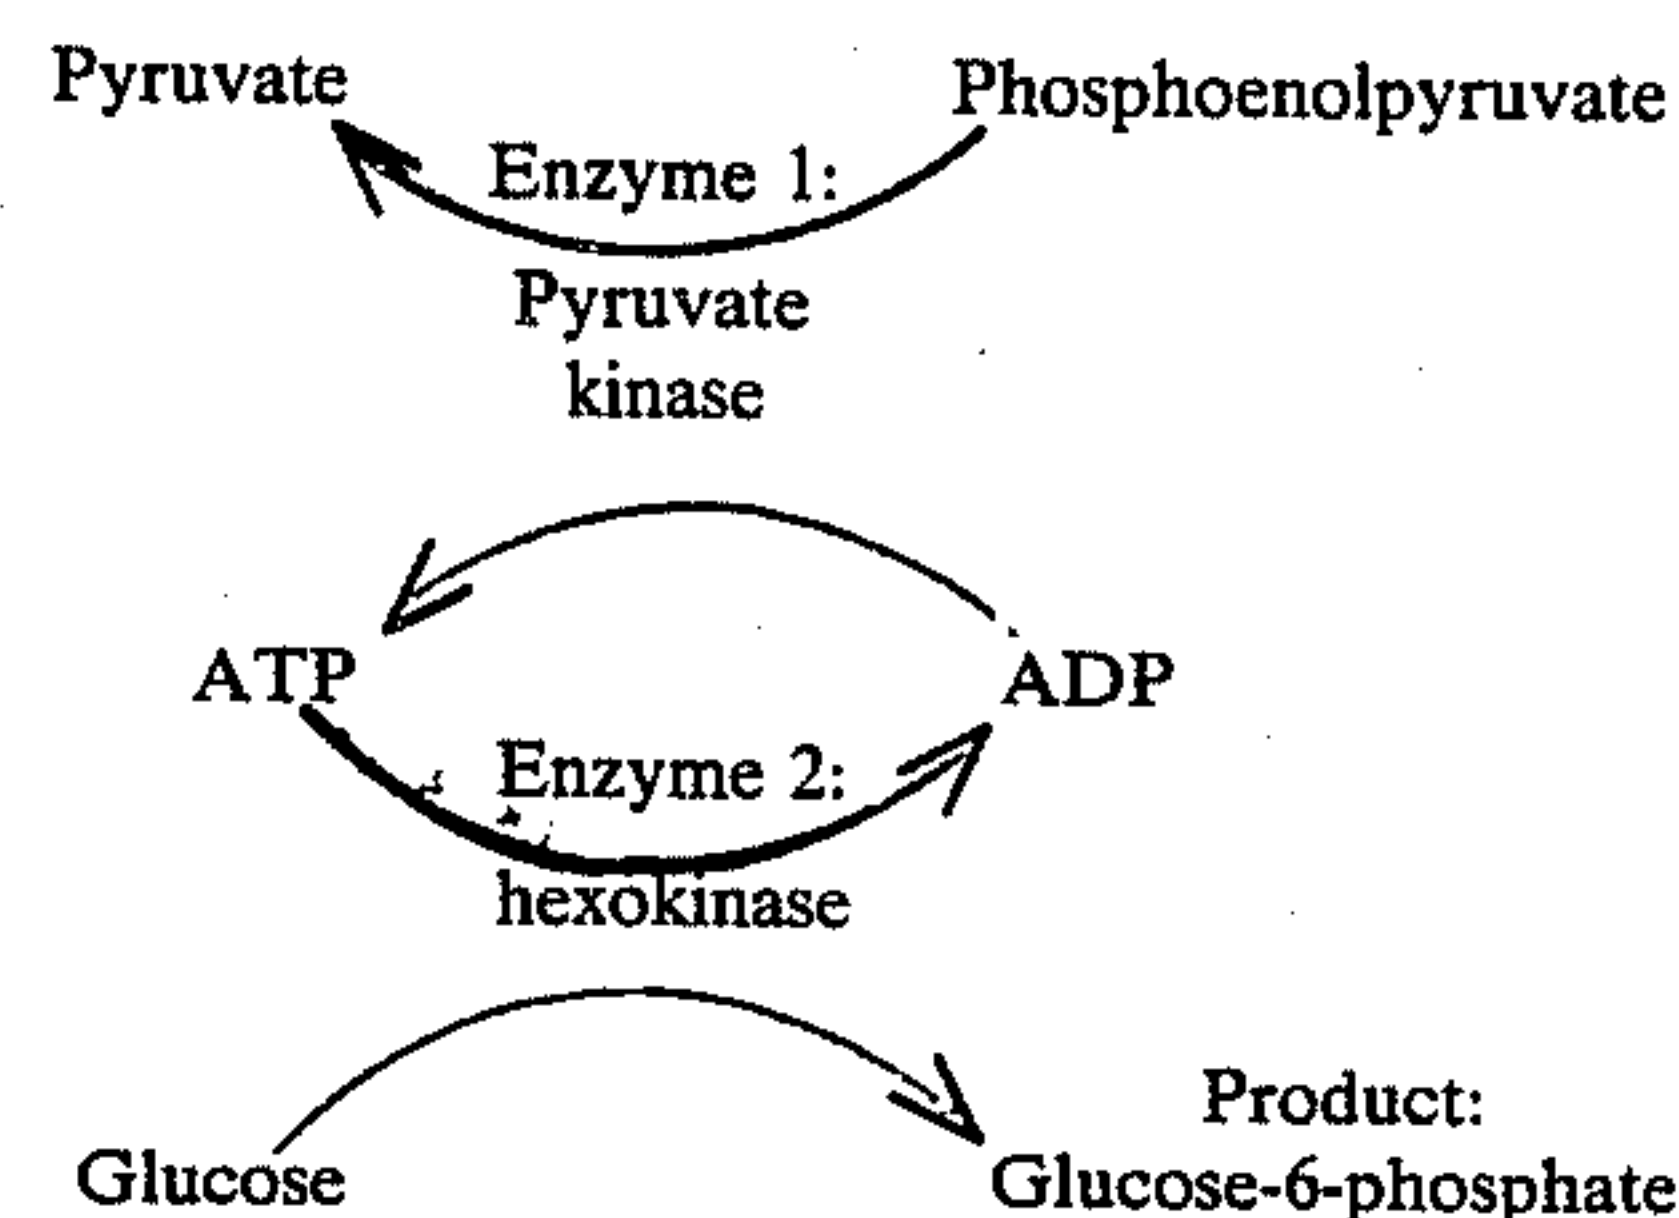 Pyruvate
Phosphoenolpyruvate
Enzyme 1:
Pyruvate
kinase
ATP
ADP
Enzyme 2:
hexokinase
Product:
Glucose
Glucose-6-phosphate